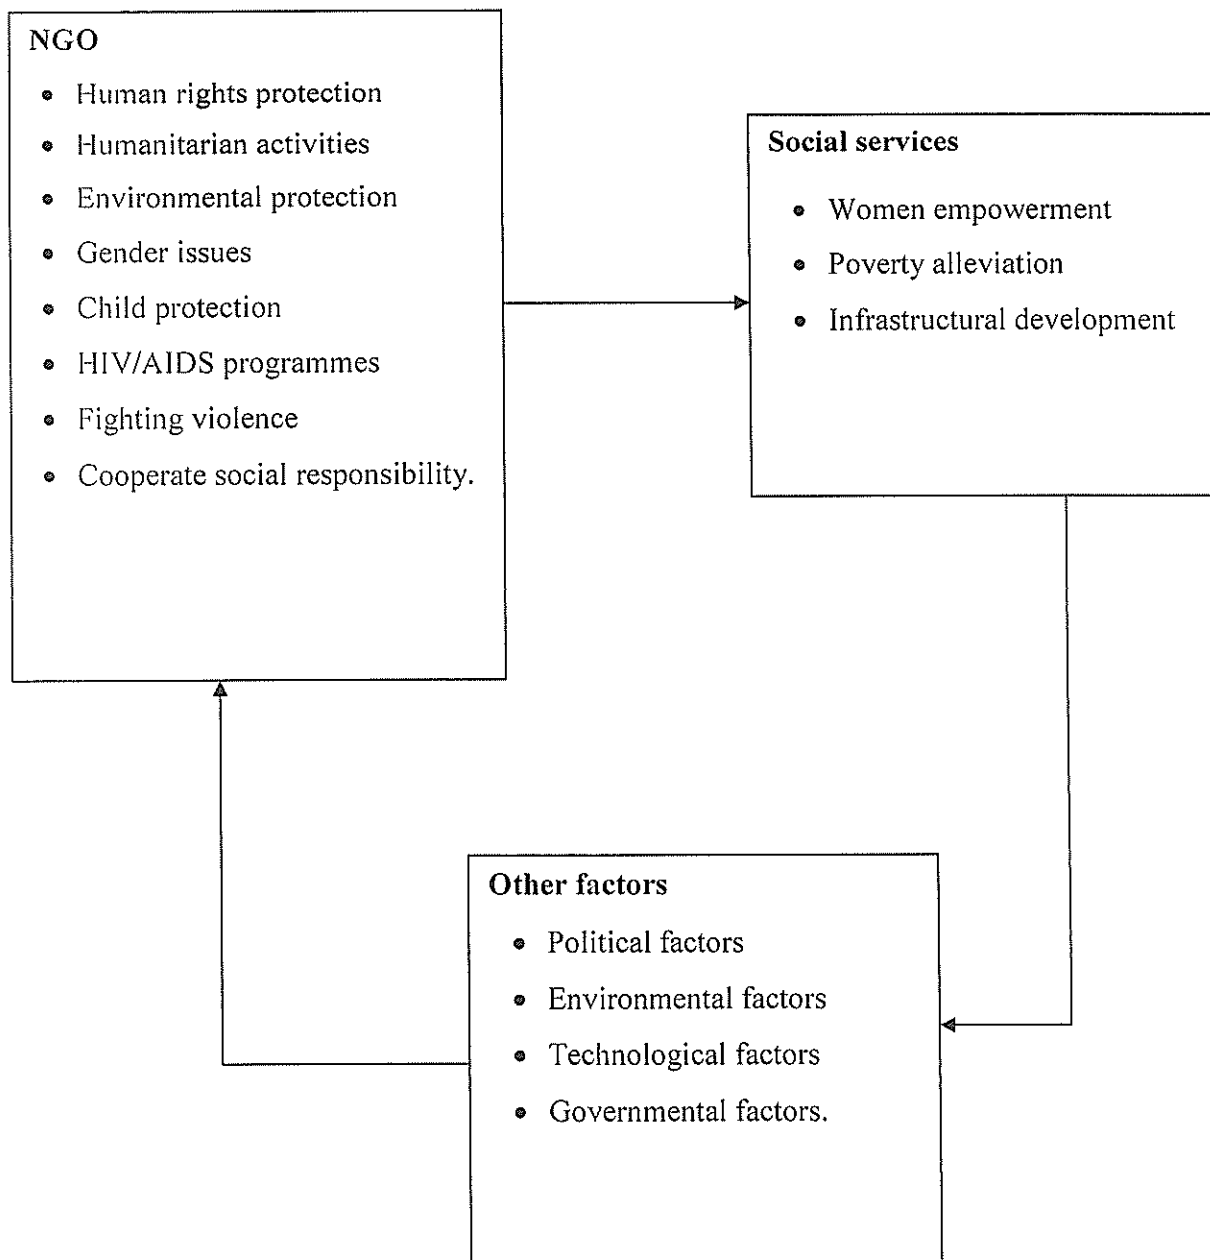 NGO
• Human rights protection
• Humanitarian activities
• Environmental protection
• Gender issues
• Child protection
• HIV/AIDS programmes
• Fighting violence
• Cooperate social responsibility.
Social services
• Women empowerment
• Poverty alleviation
• Infrastructural development
Other factors
• Political factors
• Environmental factors
• Technological factors
• Governmental factors.